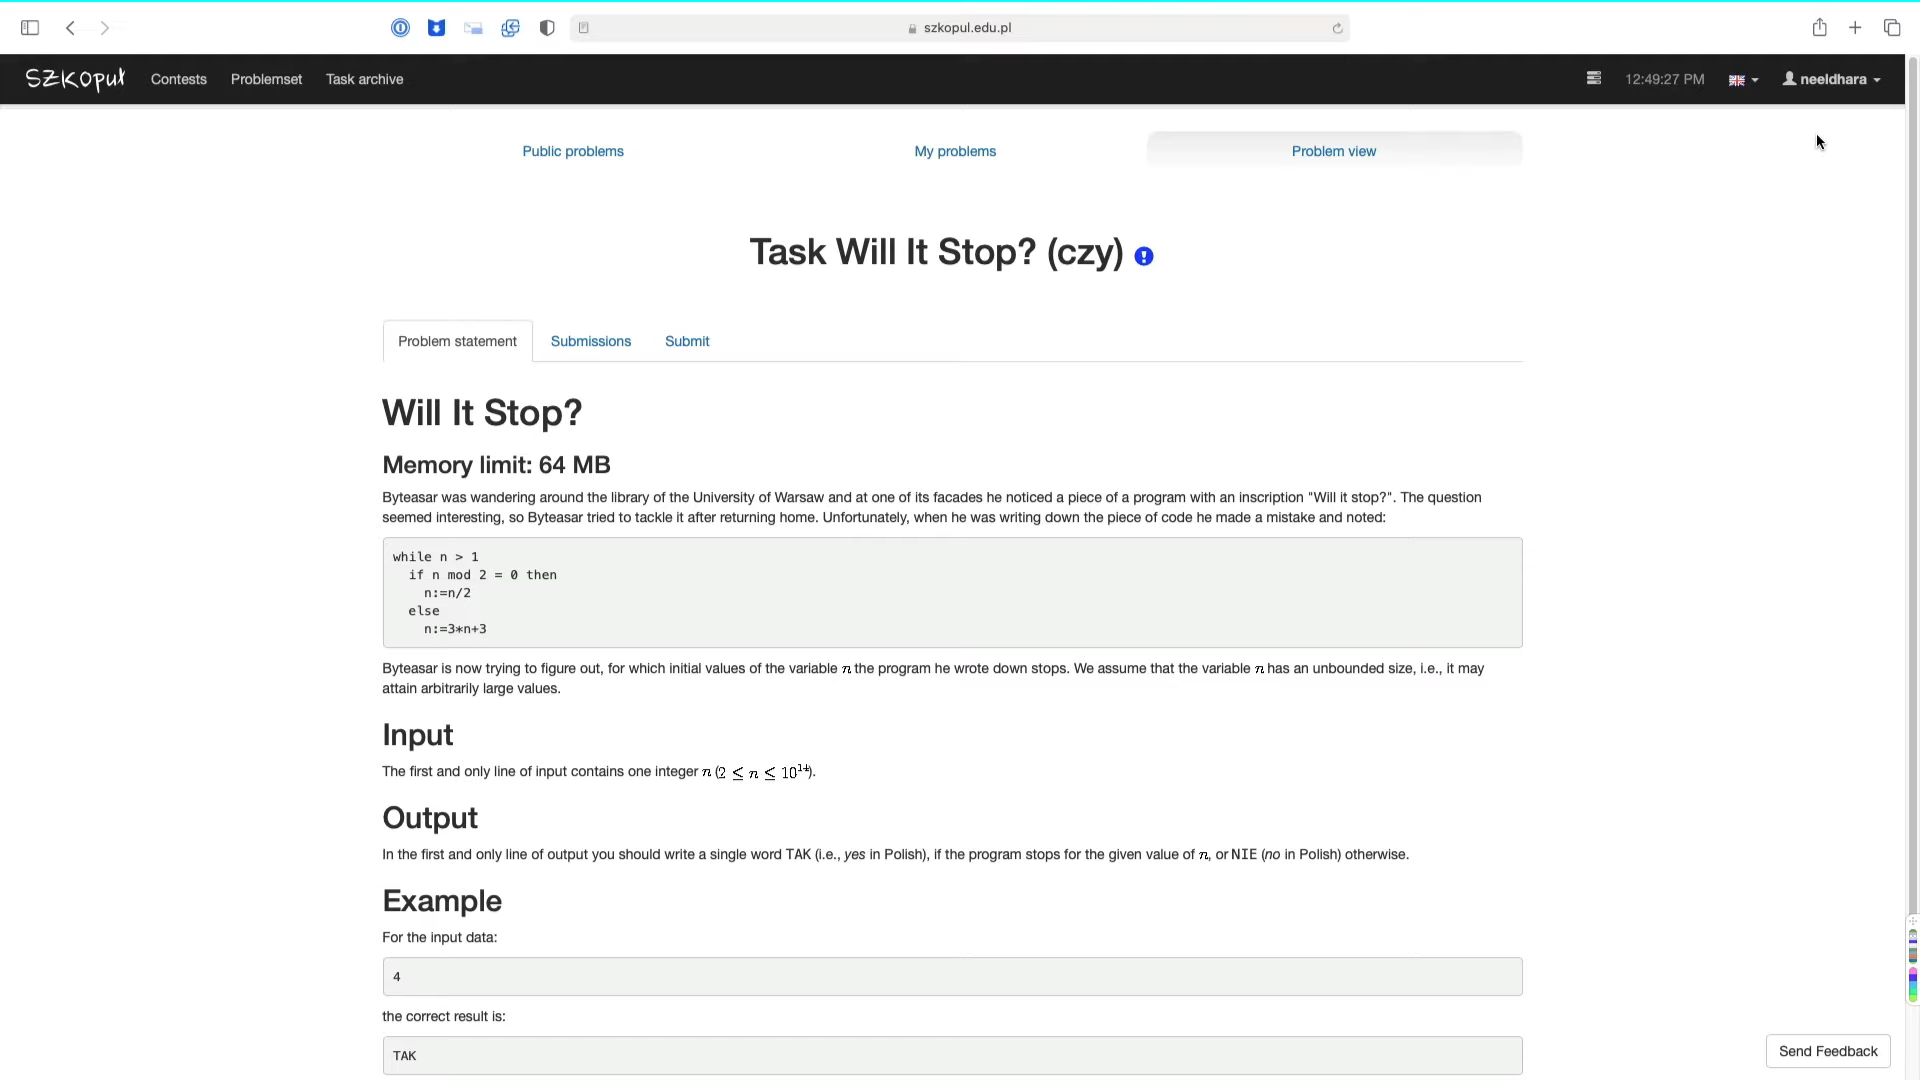 szkopul.edu.pl
SZKOpuł Contests Problemset Task archive 12:49:27 PM neeldhara
Public problems My problems Problem view
Task Will It Stop? (czy)
Problem statement Submissions Submit
Will It Stop?
Memory limit: 64 MB
Byteasar was wandering around the library of the University of Warsaw and at one of its facades he noticed a piece of a program with an inscription "Will it stop?". The question
seemed interesting, so Byteasar tried to tackle it after returning home. Unfortunately, when he was writing down the piece of code he made a mistake and noted:
while n > 1
if n mod 2 = 0 then
n:=n/2
else
n:=3*n+3
Byteasar is now trying to figure out, for which initial values of the variable n the program he wrote down stops. We assume that the variable n has an unbounded size, i.e., it may
attain arbitrarily large values.
Input
The first and only line of input contains one integer n (2 ≤ n ≤ 10¹⁴).
Output
In the first and only line of output you should write a single word TAK (i.e., yes in Polish), if the program stops for the given value of n, or NIE (no in Polish) otherwise.
Example
For the input data:
4
the correct result is:
TAK
Send Feedback